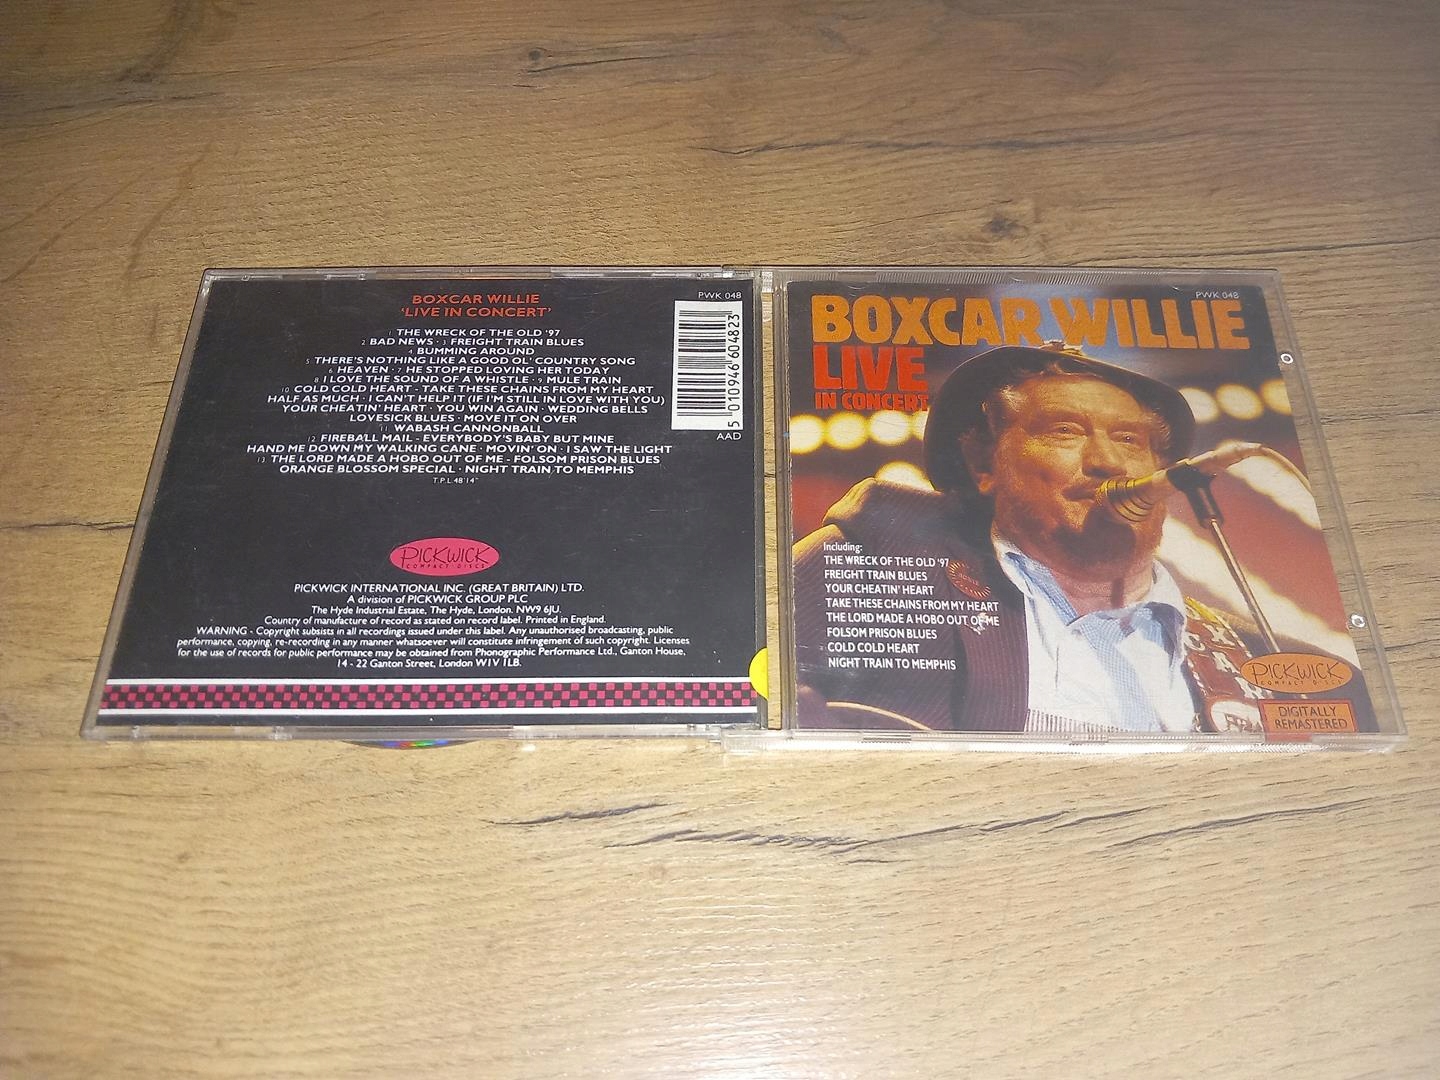 BOXCAR WILLIE
'LIVE IN CONCERT'
1 THE WRECK OF THE OLD '97
2 BAD NEWS · 3 FREIGHT TRAIN BLUES
4 BUMMING AROUND
5 THERE'S NOTHING LIKE A GOOD OL' COUNTRY SONG
6 HEAVEN · 7 HE STOPPED LOVING HER TODAY
8 I LOVE THE SOUND OF A WHISTLE · 9 MULE TRAIN
10 COLD COLD HEART - TAKE THESE CHAINS FROM MY HEART
HALF AS MUCH · I CAN'T HELP IT (IF I'M STILL IN LOVE WITH YOU)
YOUR CHEATIN' HEART · YOU WIN AGAIN · WEDDING BELLS
LOVESICK BLUES · MOVE IT ON OVER
11 WABASH CANNONBALL
12 FIREBALL MAIL - EVERYBODY'S BABY BUT MINE
HAND ME DOWN MY WALKING CANE · MOVIN' ON · I SAW THE LIGHT
13 THE LORD MADE A HOBO OUT OF ME - FOLSOM PRISON BLUES
ORANGE BLOSSOM SPECIAL · NIGHT TRAIN TO MEMPHIS
T.P.L. 48'14"
PWK 048
5 010946 604823
AAD
PICKWICK
COMPACT DISCS
PICKWICK INTERNATIONAL INC. (GREAT BRITAIN) LTD.
A division of PICKWICK GROUP PLC
The Hyde Industrial Estate, The Hyde, London. NW9 6JU.
Country of manufacture of record as stated on record label. Printed in England.
WARNING - Copyright subsists in all recordings issued under this label. Any unauthorised broadcasting, public
performance, copying, re-recording in any manner whatsoever will constitute infringement of such copyright. Licenses
for the use of records for public performance may be obtained from Phonographic Performance Ltd., Ganton House,
14 - 22 Ganton Street, London W1V 1LB.
PWK 048
BOXCAR WILLIE
LIVE
IN CONCERT
Including:
THE WRECK OF THE OLD '97
FREIGHT TRAIN BLUES
YOUR CHEATIN' HEART
TAKE THESE CHAINS FROM MY HEART
THE LORD MADE A HOBO OUT OF ME
FOLSOM PRISON BLUES
COLD COLD HEART
NIGHT TRAIN TO MEMPHIS
PICKWICK
COMPACT DISCS
DIGITALLY
REMASTERED